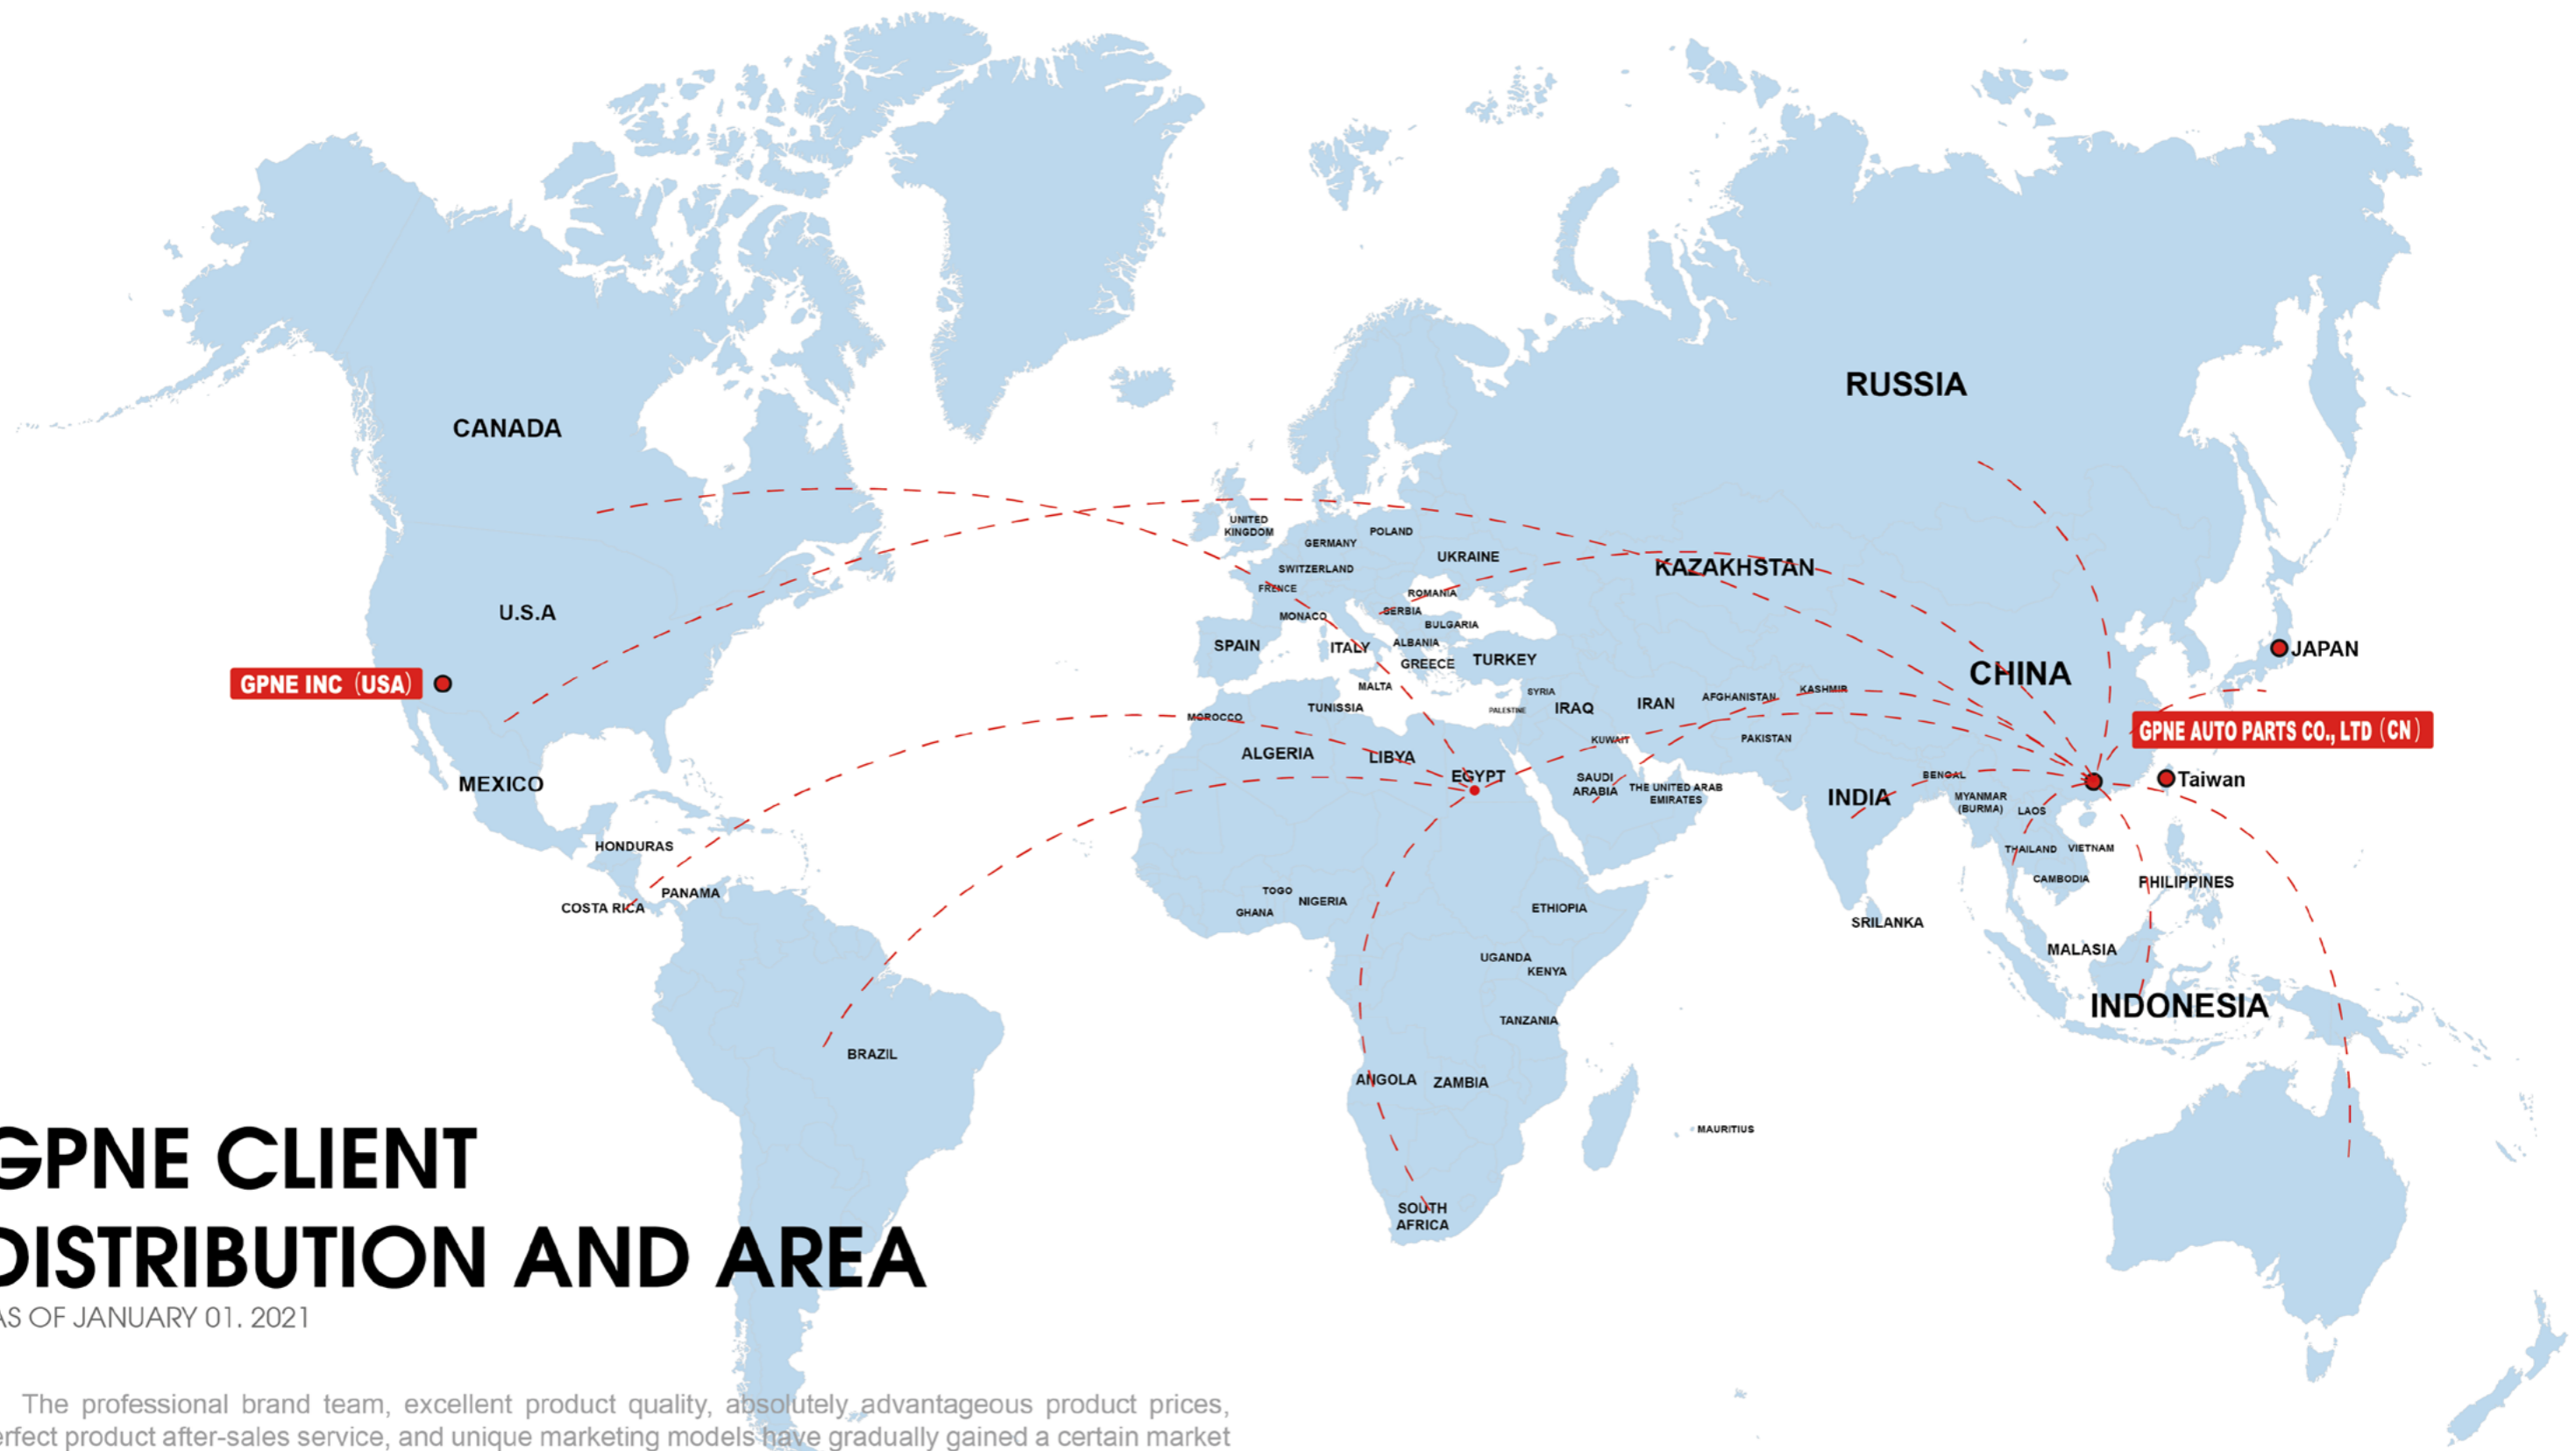 RUSSIA
CANADA
UNITED
KINGDOM
POLAND
GERMANY
UKRAINE
SWITZERLAND
KAZAKHSTAN
FRENCE
ROMANIA
SERBIA
U.S.A
MONACO
BULGARIA
SPAIN
ITALY
ALBANIA
JAPAN
GREECE
TURKEY
CHINA
GPNE INC (USA)
MALTA
SYRIA
KASHMIR
AFGHANISTAN
IRAN
TUNISSIA
PALESTINE
IRAQ
MOROCCO
GPNE AUTO PARTS CO., LTD (CN)
KUWAIT
PAKISTAN
ALGERIA
LIBYA
EGYPT
SAUDI
ARABIA
THE UNITED ARAB
EMIRATES
BENGAL
Taiwan
MEXICO
INDIA
MYANMAR
(BURMA)
LAOS
HONDURAS
THAILAND
VIETNAM
CAMBODIA
PHILIPPINES
PANAMA
COSTA RICA
TOGO
NIGERIA
GHANA
ETHIOPIA
SRILANKA
MALASIA
UGANDA
KENYA
INDONESIA
TANZANIA
BRAZIL
ANGOLA
ZAMBIA
MAURITIUS
SOUTH
AFRICA
GPNE CLIENT
DISTRIBUTION AND AREA
AS OF JANUARY 01. 2021
The professional brand team, excellent product quality, absolutely advantageous product prices,
erfect product after-sales service, and unique marketing models have gradually gained a certain market